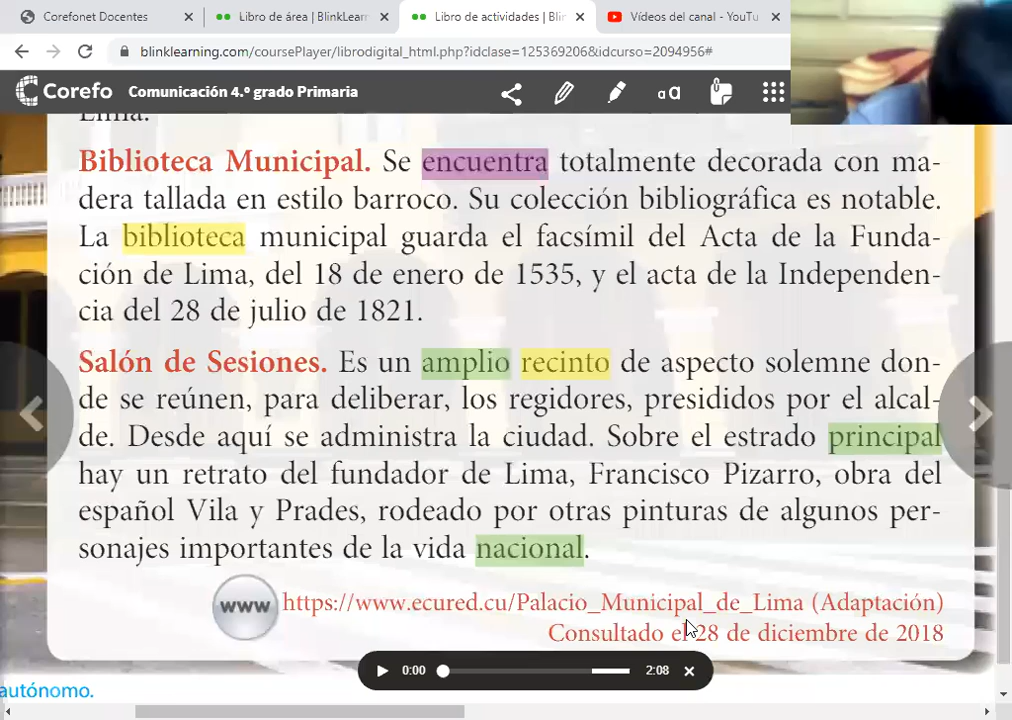 Corefonet Docentes
Libro de área | BlinkLear
Libro de actividades | Blin
Vídeos del canal - YouTu
blinklearning.com/coursePlayer/librodigital_html.php?idclase=125369206&idcurso=2094956#
Corefo Comunicación 4.º grado Primaria
aa
Lima.
Biblioteca Municipal. Se encuentra totalmente decorada con ma-
dera tallada en estilo barroco. Su colección bibliográfica es notable.
La biblioteca municipal guarda el facsímil del Acta de la Funda-
ción de Lima, del 18 de enero de 1535, y el acta de la Independen-
cia del 28 de julio de 1821.
Salón de Sesiones. Es un amplio recinto de aspecto solemne don-
de se reúnen, para deliberar, los regidores, presididos por el alcal-
de. Desde aquí se administra la ciudad. Sobre el estrado principal
hay un retrato del fundador de Lima, Francisco Pizarro, obra del
español Vila y Prades, rodeado por otras pinturas de algunos per-
sonajes importantes de la vida nacional.
www https://www.ecured.cu/Palacio_Municipal_de_Lima (Adaptación)
Consultado el 28 de diciembre de 2018
0:00 2:08
autónomo.